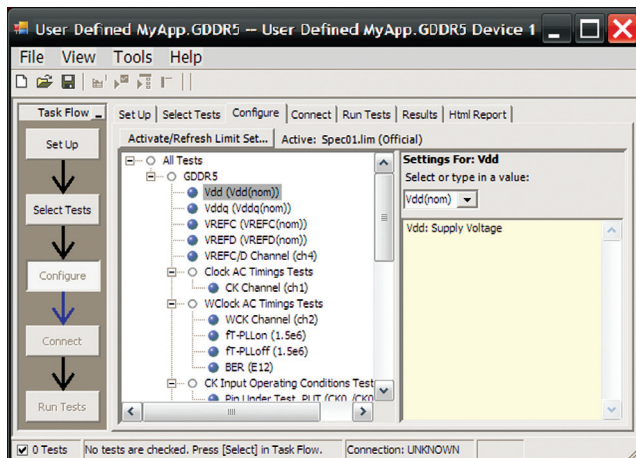 User Defined MyApp.GDDR5 -- User Defined MyApp.GDDR5 Device 1
File View Tools Help
Task Flow
Set Up
Select Tests
Configure
Connect
Run Tests
Set Up Select Tests Configure Connect Run Tests Results Html Report
Activate/Refresh Limit Set... Active: Spec01.lim (Official)
All Tests
GDDR5
Vdd (Vdd(nom))
Vddq (Vddq(nom))
VREFC (VREFC(nom))
VREFD (VREFD(nom))
VREFC/D Channel (ch4)
Clock AC Timings Tests
CK Channel (ch1)
WClock AC Timings Tests
WCK Channel (ch2)
fT-PLLon (1.5e6)
fT-PLLoff (1.5e6)
BER (E12)
CK Input Operating Conditions Test
Pin Under Test, PUT (CK0, /CK0
Settings For: Vdd
Select or type in a value:
Vdd(nom)
Vdd: Supply Voltage
0 Tests No tests are checked. Press [Select] in Task Flow. Connection: UNKNOWN